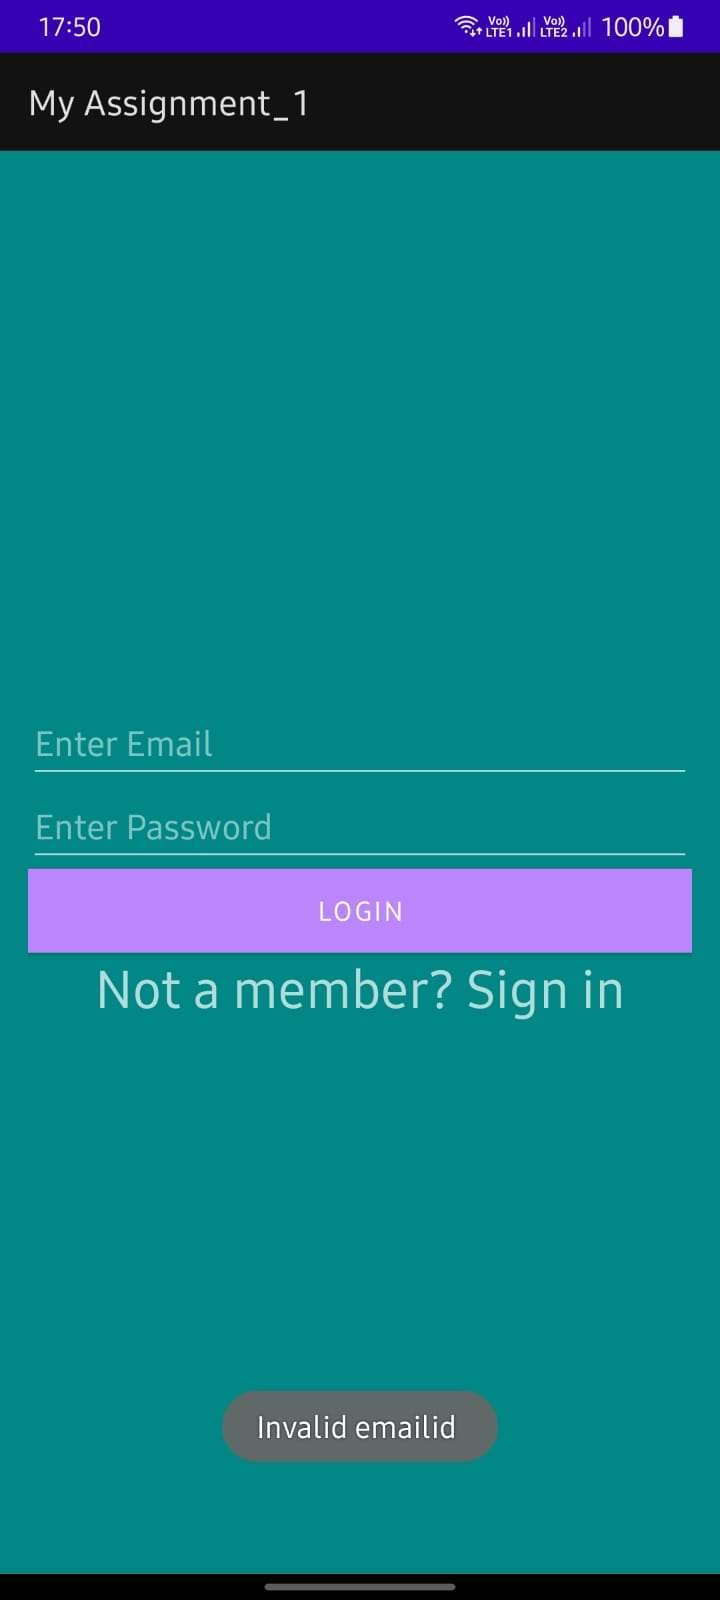 17:50 Vo)) LTE1 Vo)) LTE2 100%
My Assignment_1
Enter Email
Enter Password
LOGIN
Not a member? Sign in
Invalid emailid